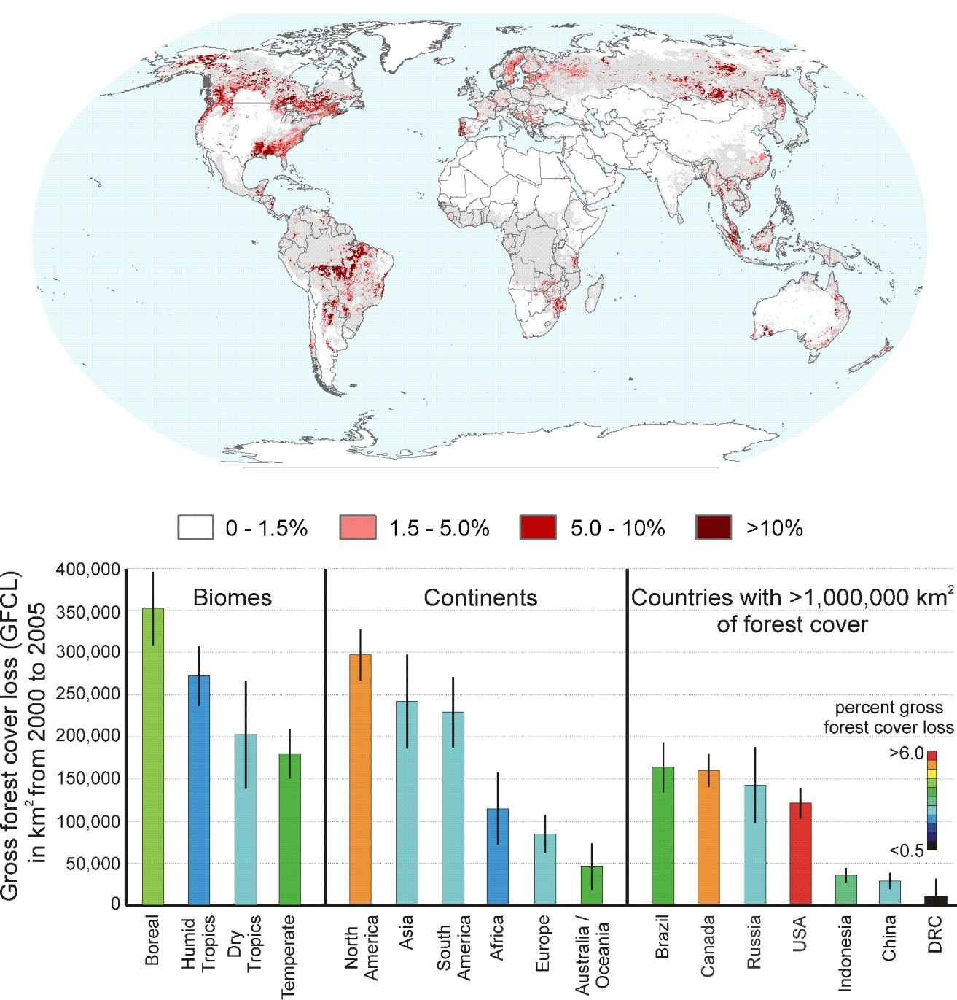 0 - 1.5%
1.5 - 5.0%
5.0 - 10%
>10%
Gross forest cover loss (GFCL)
in km² from 2000 to 2005
400,000
350,000
300,000
250,000
200,000
150,000
100,000
50,000
0
Biomes
Continents
Countries with >1,000,000 km²
of forest cover
percent gross
forest cover loss
>6.0
<0.5
Boreal
Humid
Tropics
Dry
Tropics
Temperate
North
America
Asia
South
America
Africa
Europe
Australia /
Oceania
Brazil
Canada
Russia
USA
Indonesia
China
DRC